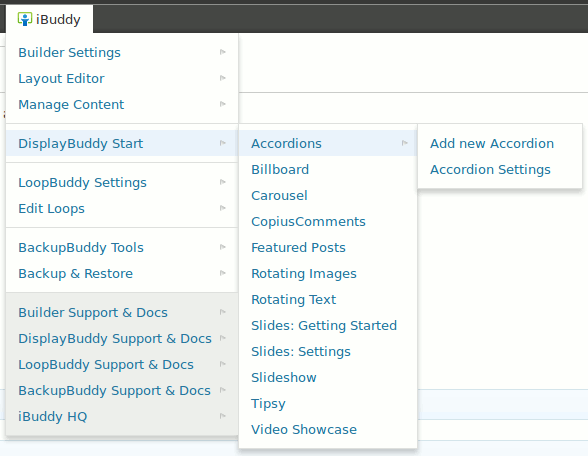 iBuddy
Builder Settings
Layout Editor
Manage Content
DisplayBuddy Start
LoopBuddy Settings
Edit Loops
BackupBuddy Tools
Backup & Restore
Builder Support & Docs
DisplayBuddy Support & Docs
LoopBuddy Support & Docs
BackupBuddy Support & Docs
iBuddy HQ
Accordions
Billboard
Carousel
CopiusComments
Featured Posts
Rotating Images
Rotating Text
Slides: Getting Started
Slides: Settings
Slideshow
Tipsy
Video Showcase
Add new Accordion
Accordion Settings